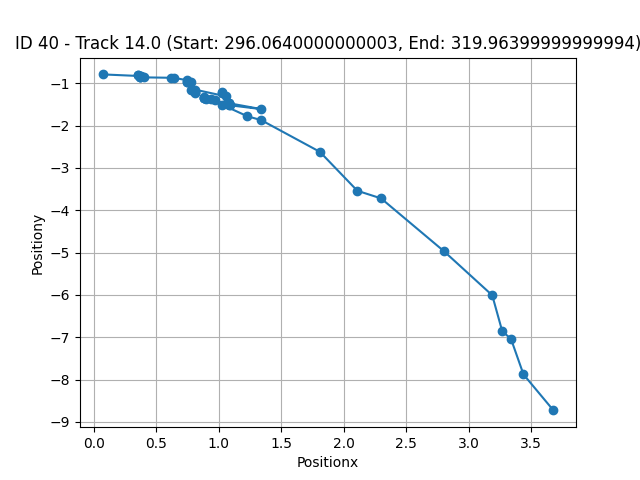 ID 40 - Track 14.0 (Start: 296.0640000000003, End: 319.96399999999994)
−1
−2
−3
−4
−5
−6
−7
−8
−9
Positiony
0.0 0.5 1.0 1.5 2.0 2.5 3.0 3.5
Positionx